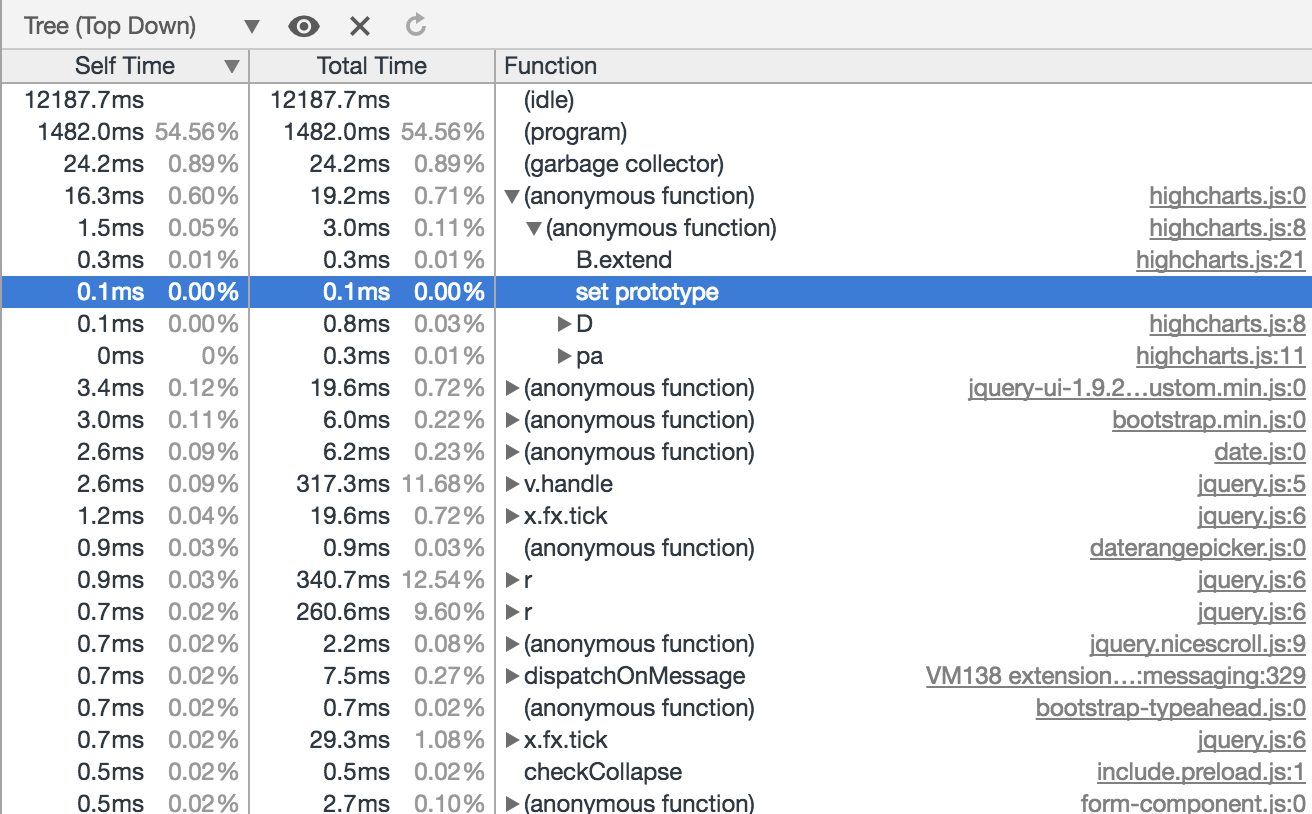 Tree (Top Down)
Self Time Total Time Function
12187.7ms 12187.7ms (idle)
1482.0ms 54.56% 1482.0ms 54.56% (program)
24.2ms 0.89% 24.2ms 0.89% (garbage collector)
16.3ms 0.60% 19.2ms 0.71% (anonymous function) highcharts.js:0
1.5ms 0.05% 3.0ms 0.11% (anonymous function) highcharts.js:8
0.3ms 0.01% 0.3ms 0.01% B.extend highcharts.js:21
0.1ms 0.00% 0.1ms 0.00% set prototype
0.1ms 0.00% 0.8ms 0.03% D highcharts.js:8
0ms 0% 0.3ms 0.01% pa highcharts.js:11
3.4ms 0.12% 19.6ms 0.72% (anonymous function) jquery-ui-1.9.2…ustom.min.js:0
3.0ms 0.11% 6.0ms 0.22% (anonymous function) bootstrap.min.js:0
2.6ms 0.09% 6.2ms 0.23% (anonymous function) date.js:0
2.6ms 0.09% 317.3ms 11.68% v.handle jquery.js:5
1.2ms 0.04% 19.6ms 0.72% x.fx.tick jquery.js:6
0.9ms 0.03% 0.9ms 0.03% (anonymous function) daterangepicker.js:0
0.9ms 0.03% 340.7ms 12.54% r jquery.js:6
0.7ms 0.02% 260.6ms 9.60% r jquery.js:6
0.7ms 0.02% 2.2ms 0.08% (anonymous function) jquery.nicescroll.js:9
0.7ms 0.02% 7.5ms 0.27% dispatchOnMessage VM138 extension…:messaging:329
0.7ms 0.02% 0.7ms 0.02% (anonymous function) bootstrap-typeahead.js:0
0.7ms 0.02% 29.3ms 1.08% x.fx.tick jquery.js:6
0.5ms 0.02% 0.5ms 0.02% checkCollapse include.preload.js:1
0.5ms 0.02% 2.7ms 0.10% (anonymous function) form-component.js:0